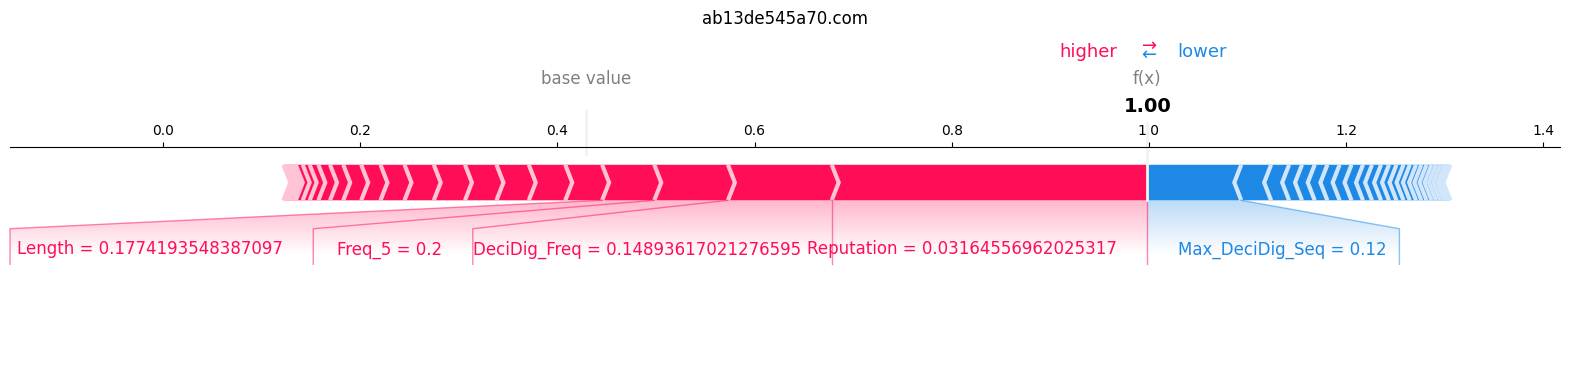 ab13de545a70.com
higher ⇄ lower
base value f(x)
1.00
0.0 0.2 0.4 0.6 0.8 1.0 1.2 1.4
Length = 0.1774193548387097 Freq_5 = 0.2 DeciDig_Freq = 0.14893617021276595 Reputation = 0.03164556962025317 Max_DeciDig_Seq = 0.12